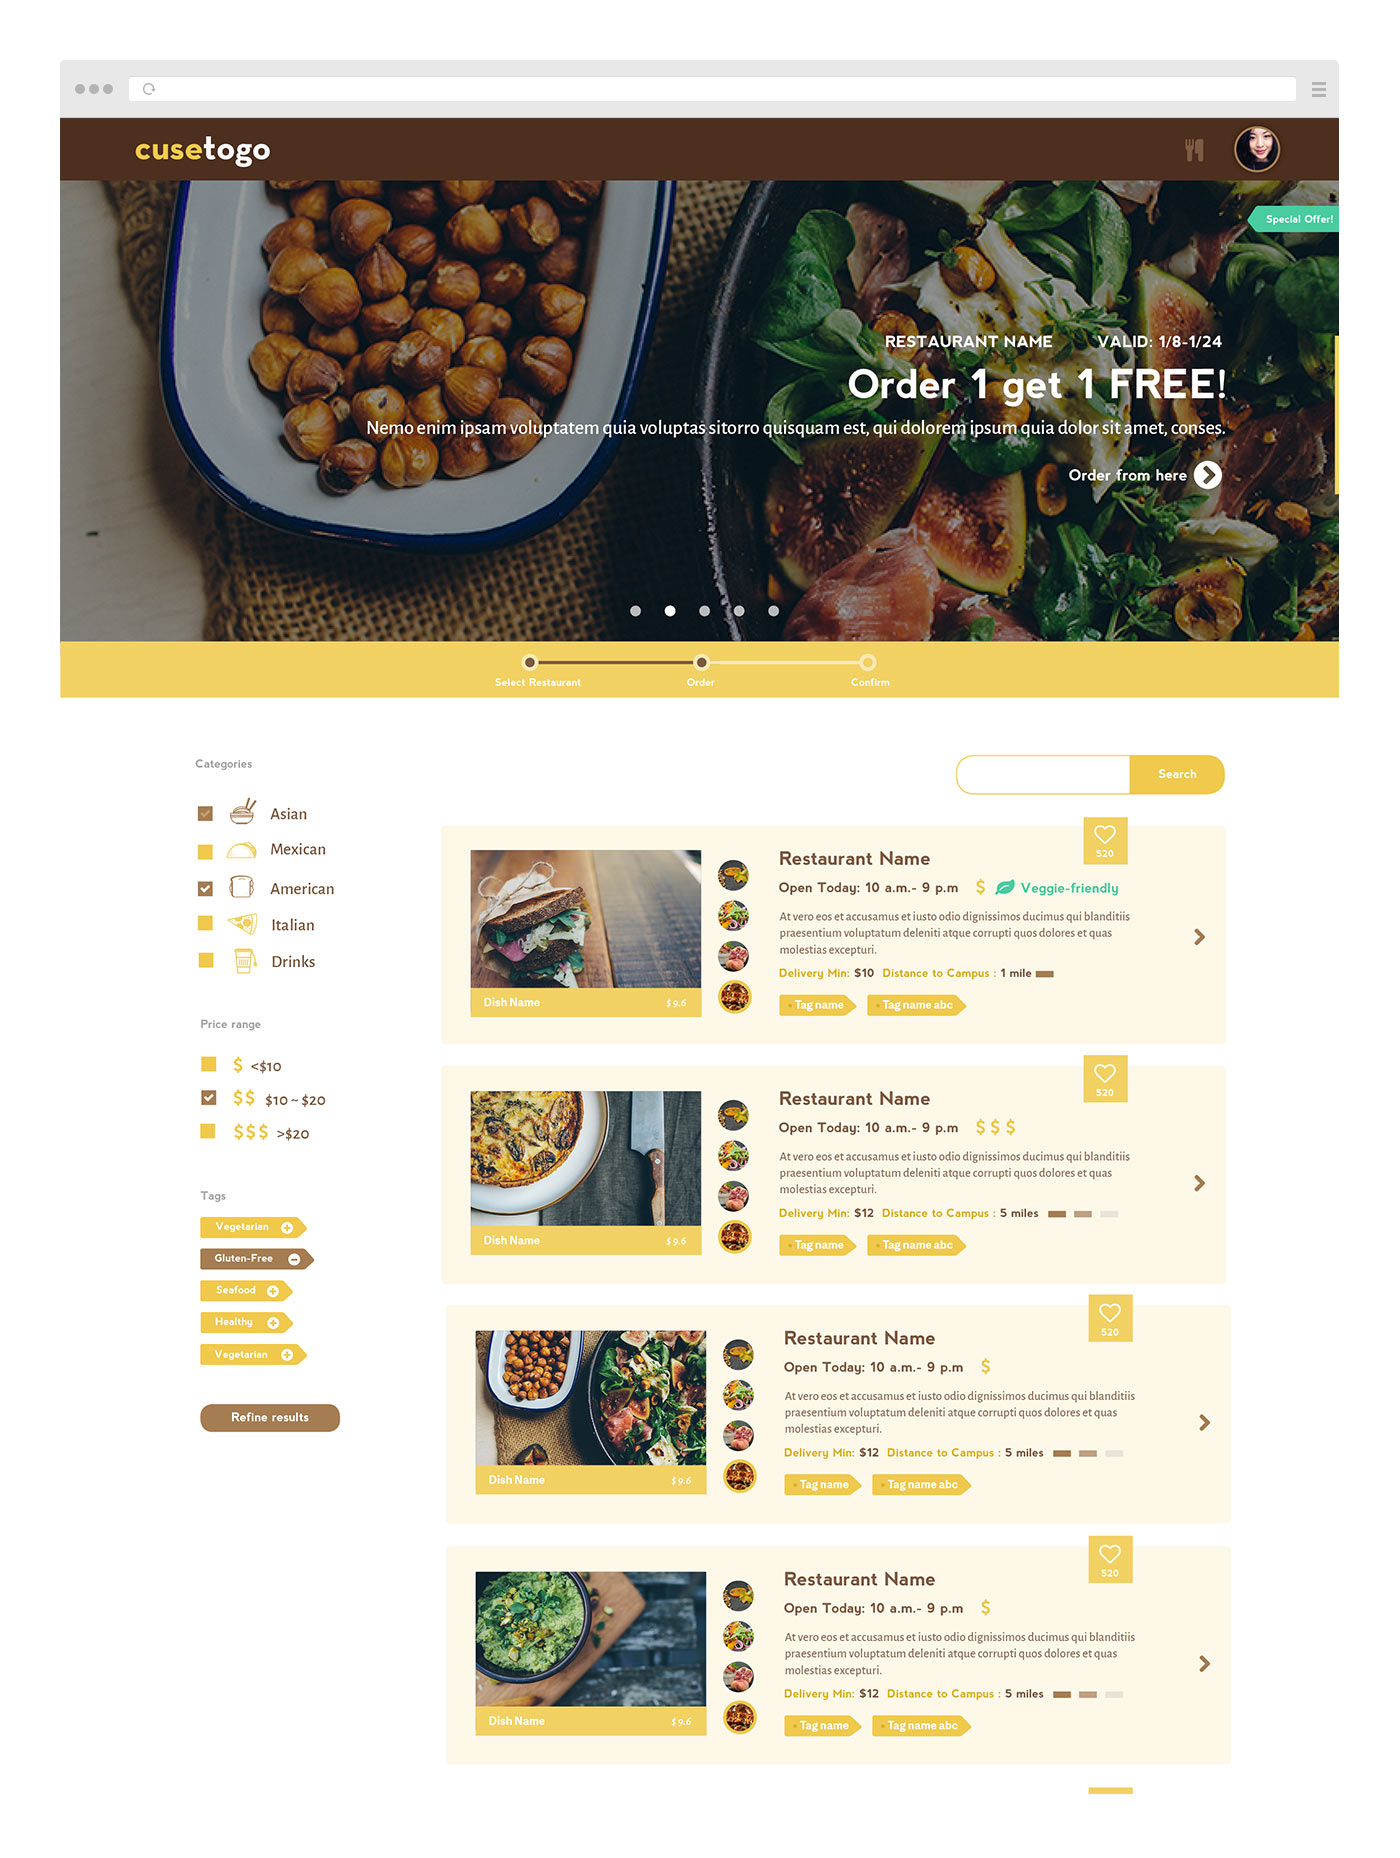 cusetogo
Special Offer!
RESTAURANT NAME VALID: 1/8-1/24
Order 1 get 1 FREE!
Nemo enim ipsam voluptatem quia voluptas sitorro quisquam est, qui dolorem ipsum quia dolor sit amet, conses.
Order from here
Select Restaurant
Order
Confirm
Categories
Asian
Mexican
American
Italian
Drinks
Price range
$ <$10
$$ $10 ~ $20
$$$ >$20
Tags
Vegetarian
Gluten-Free
Seafood
Healthy
Vegetarian
Refine results
Search
Dish Name $ 9.6
520
Restaurant Name
Open Today: 10 a.m.- 9 p.m $ Veggie-friendly
At vero eos et accusamus et iusto odio dignissimos ducimus qui blanditiis
praesentium voluptatum deleniti atque corrupti quos dolores et quas
molestias excepturi.
Delivery Min: $10 Distance to Campus : 1 mile
Tag name Tag name abc
Dish Name $ 9.6
520
Restaurant Name
Open Today: 10 a.m.- 9 p.m $ $ $
At vero eos et accusamus et iusto odio dignissimos ducimus qui blanditiis
praesentium voluptatum deleniti atque corrupti quos dolores et quas
molestias excepturi.
Delivery Min: $12 Distance to Campus : 5 miles
Tag name Tag name abc
Dish Name $ 9.6
520
Restaurant Name
Open Today: 10 a.m.- 9 p.m $
At vero eos et accusamus et iusto odio dignissimos ducimus qui blanditiis
praesentium voluptatum deleniti atque corrupti quos dolores et quas
molestias excepturi.
Delivery Min: $12 Distance to Campus : 5 miles
Tag name Tag name abc
Dish Name $ 9.6
520
Restaurant Name
Open Today: 10 a.m.- 9 p.m $
At vero eos et accusamus et iusto odio dignissimos ducimus qui blanditiis
praesentium voluptatum deleniti atque corrupti quos dolores et quas
molestias excepturi.
Delivery Min: $12 Distance to Campus : 5 miles
Tag name Tag name abc